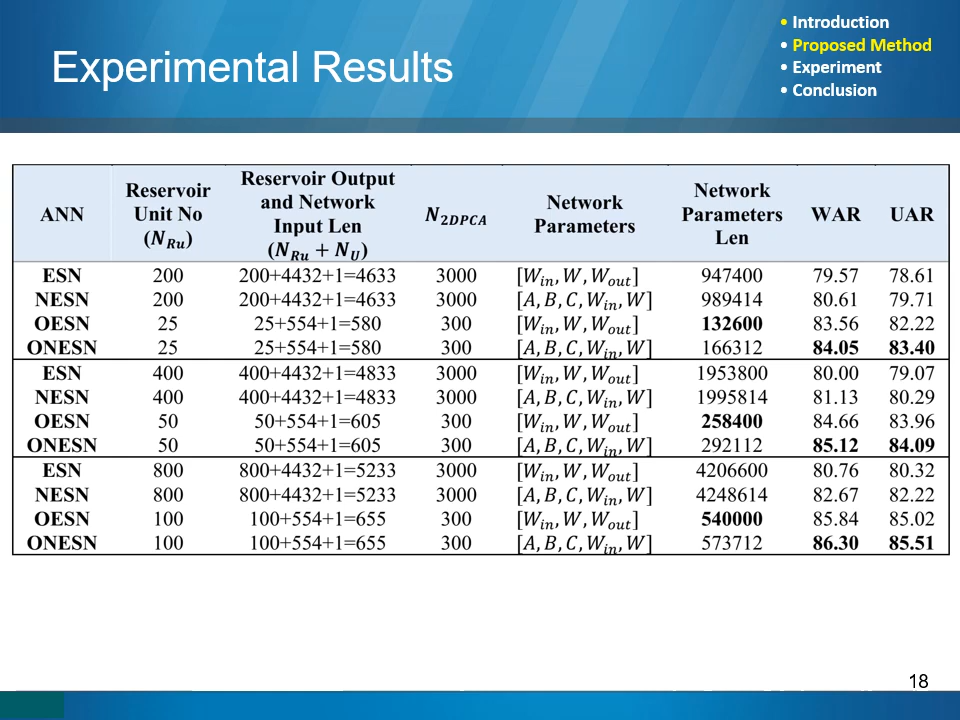 • Introduction
• Proposed Method
• Experiment
• Conclusion
Experimental Results
ANN | Reservoir Unit No (N_Ru) | Reservoir Output and Network Input Len (N_Ru + N_U) | N_2DPCA | Network Parameters | Network Parameters Len | WAR | UAR
ESN 200 200+4432+1=4633 3000 [W_in, W, W_out] 947400 79.57 78.61
NESN 200 200+4432+1=4633 3000 [A, B, C, W_in, W] 989414 80.61 79.71
OESN 25 25+554+1=580 300 [W_in, W, W_out] 132600 83.56 82.22
ONESN 25 25+554+1=580 300 [A, B, C, W_in, W] 166312 84.05 83.40
ESN 400 400+4432+1=4833 3000 [W_in, W, W_out] 1953800 80.00 79.07
NESN 400 400+4432+1=4833 3000 [A, B, C, W_in, W] 1995814 81.13 80.29
OESN 50 50+554+1=605 300 [W_in, W, W_out] 258400 84.66 83.96
ONESN 50 50+554+1=605 300 [A, B, C, W_in, W] 292112 85.12 84.09
ESN 800 800+4432+1=5233 3000 [W_in, W, W_out] 4206600 80.76 80.32
NESN 800 800+4432+1=5233 3000 [A, B, C, W_in, W] 4248614 82.67 82.22
OESN 100 100+554+1=655 300 [W_in, W, W_out] 540000 85.84 85.02
ONESN 100 100+554+1=655 300 [A, B, C, W_in, W] 573712 86.30 85.51
18